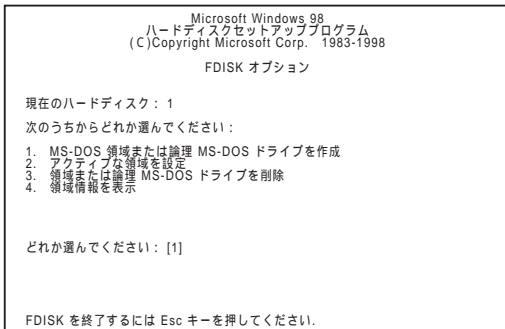 Microsoft Windows 98
ハードディスクセットアッププログラム
(C)Copyright Microsoft Corp. 1983-1998
FDISK オプション
現在のハードディスク： 1
次のうちからどれか選んでください：
1. MS-DOS 領域または論理 MS-DOS ドライブを作成
2. アクティブな領域を設定
3. 領域または論理 MS-DOS ドライブを削除
4. 領域情報を表示
どれか選んでください： [1]
FDISK を終了するには Esc キーを押してください.